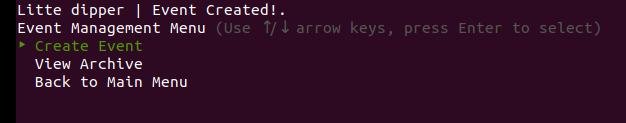 Litte dipper | Event Created!.
Event Management Menu (Use ↑/↓ arrow keys, press Enter to select)
‣ Create Event
View Archive
Back to Main Menu